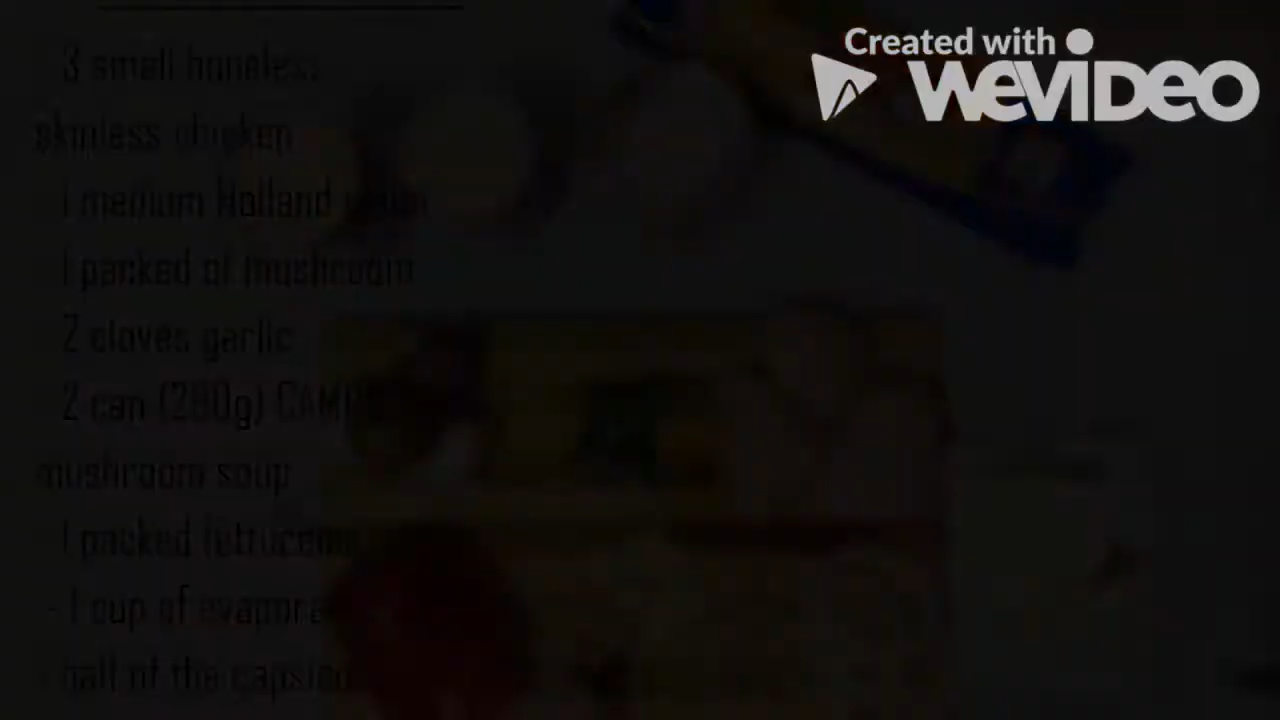 Created with
WeVideo
3 small boneless
skinless chicken
1 medium Holland
1 packed of mushroom
2 cloves garlic
2 can (280g)
mushroom soup
1 packed
- 1 cup of
half of the